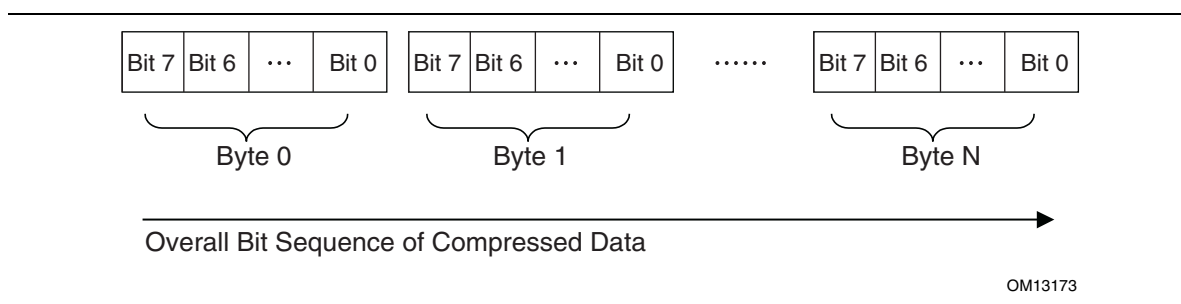 Bit 7 Bit 6 ... Bit 0 Bit 7 Bit 6 ... Bit 0 ...... Bit 7 Bit 6 ... Bit 0
Byte 0 Byte 1 Byte N
Overall Bit Sequence of Compressed Data
OM13173